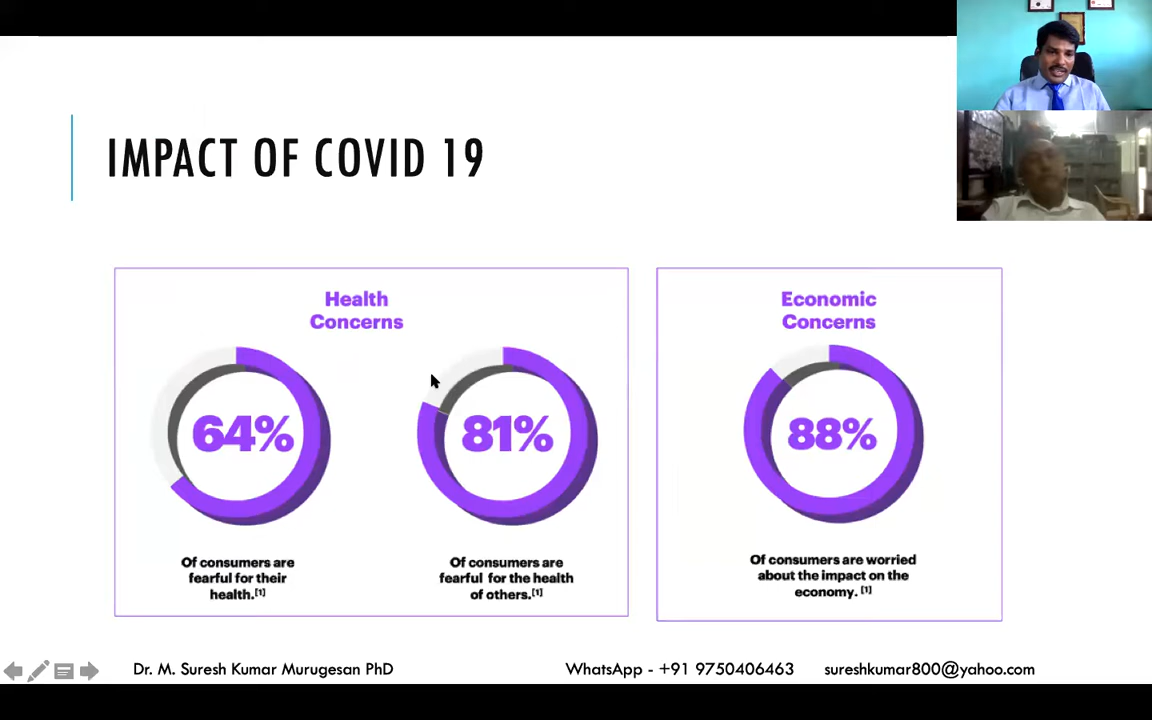 IMPACT OF COVID 19
Health
Concerns
64%
81%
Of consumers are
fearful for their
health.[1]
Of consumers are
fearful for the health
of others.[1]
Economic
Concerns
88%
Of consumers are worried
about the impact on the
economy. [1]
Dr. M. Suresh Kumar Murugesan PhD
WhatsApp - +91 9750406463
sureshkumar800@yahoo.com